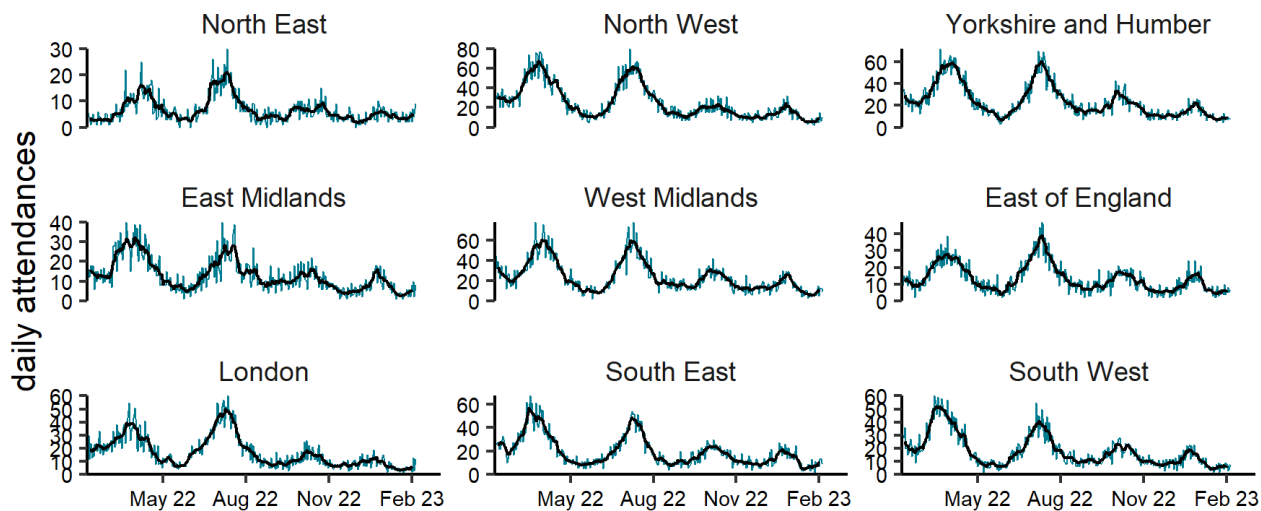 North East North West Yorkshire and Humber
30 80
20 60 60
10 40 40
0 20 20
0 0
daily attendances
East Midlands West Midlands East of England
40
30 60 40
20 40 30
10 20 20
0 0 10
0
London South East South West
60 60 60
50 40 50
40 20 40
30 0 30
20 20
10 10
0 0
May 22 Aug 22 Nov 22 Feb 23 May 22 Aug 22 Nov 22 Feb 23 May 22 Aug 22 Nov 22 Feb 23